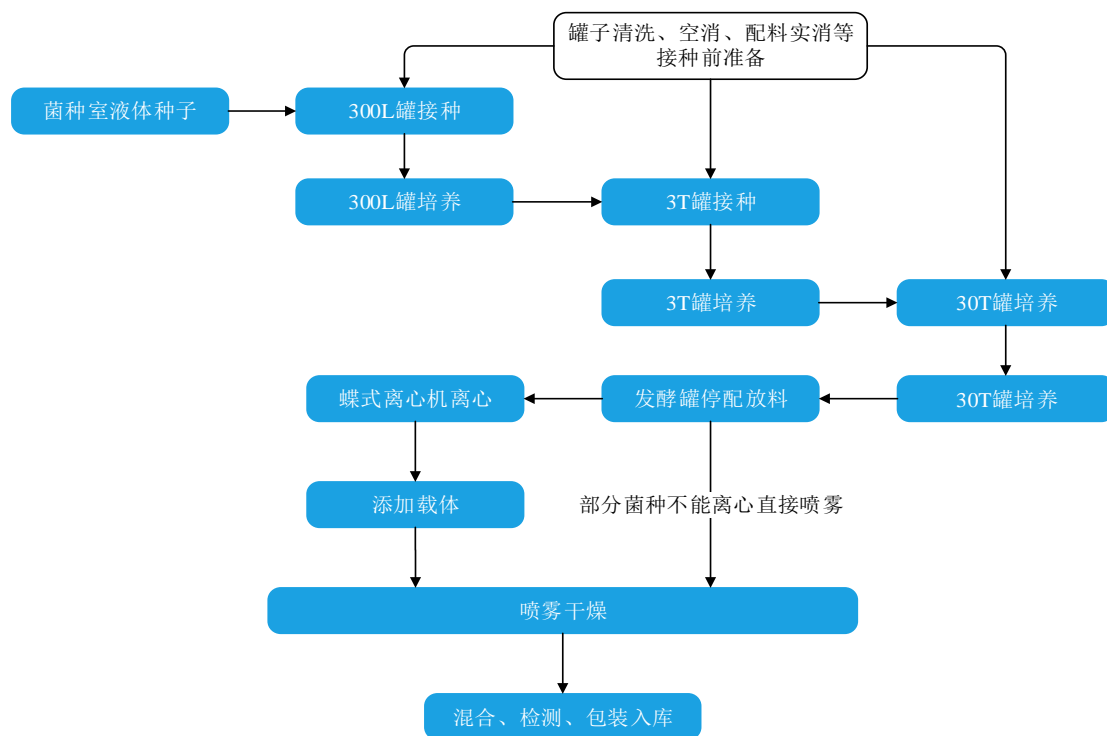 罐子清洗、空消、配料实消等
接种前准备
菌种室液体种子
300L罐接种
300L罐培养
3T罐接种
3T罐培养
30T罐培养
蝶式离心机离心
发酵罐停配放料
30T罐培养
添加载体
部分菌种不能离心直接喷雾
喷雾干燥
混合、检测、包装入库